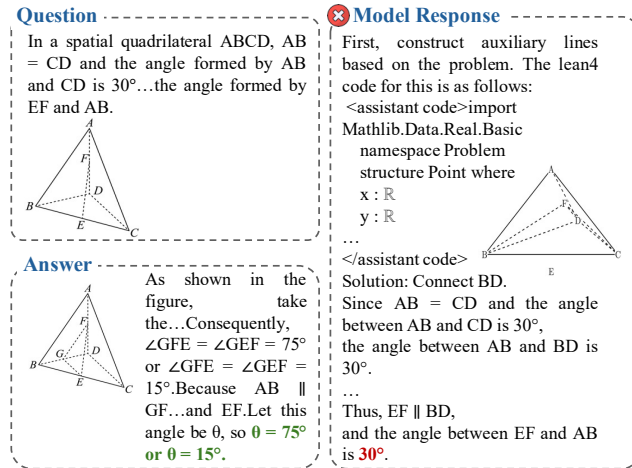 Question
In a spatial quadrilateral ABCD, AB
= CD and the angle formed by AB
and CD is 30°…the angle formed by
EF and AB.
A
F
D
B
E
C
Answer
As shown in the
figure, take
the…Consequently,
∠GFE = ∠GEF = 75°
or ∠GFE = ∠GEF =
15°.Because AB ∥
GF…and EF.Let this
angle be θ, so θ = 75°
or θ = 15°.
A
F
G
D
B
E
C
Model Response
First, construct auxiliary lines
based on the problem. The lean4
code for this is as follows:
<assistant code>import
Mathlib.Data.Real.Basic
namespace Problem
structure Point where
x : ℝ
y : ℝ
…
</assistant code>
A
F
D
B
C
E
Solution: Connect BD.
Since AB = CD and the angle
between AB and CD is 30°,
the angle between AB and BD is
30°.
…
Thus, EF ∥ BD,
and the angle between EF and AB
is 30°.